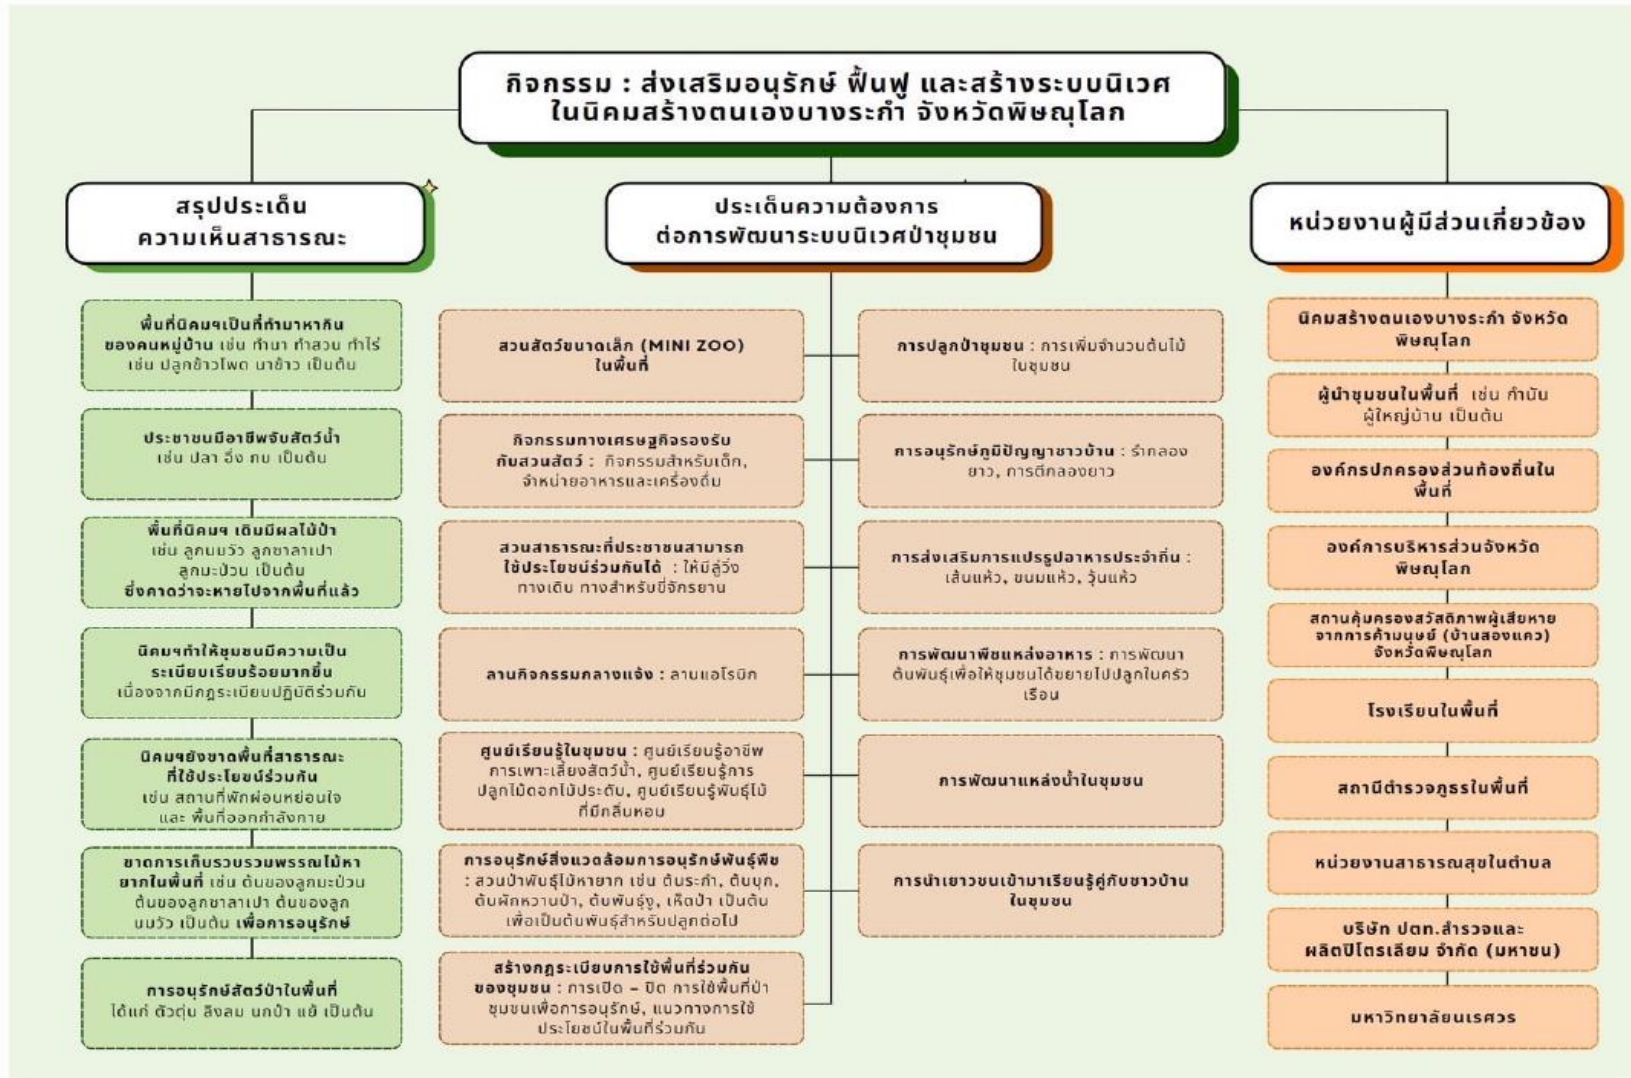 กิจกรรม : ส่งเสริมอนุรักษ์ ฟื้นฟู และสร้างระบบนิเวศ
ในนิคมสร้างตนเองบางระกำ จังหวัดพิษณุโลก
สรุปประเด็น
ความเห็นสาธารณะ
พื้นที่นิคมฯเป็นที่ทำมาหากิน
ของคนหมู่บ้าน เช่น ทำนา ทำสวน ทำไร่
เช่น ปลูกข้าวโพด นาข้าว เป็นต้น
ประชาชนมีอาชีพจับสัตว์น้ำ
เช่น ปลา อึ่ง กบ เป็นต้น
พื้นที่นิคมฯ เดิมมีผลไม้ป่า
เช่น ลูกนมวัว ลูกซาลาเปา
ลูกมะป่วน เป็นต้น
ซึ่งคาดว่าจะหายไปจากพื้นที่แล้ว
นิคมฯทำให้ชุมชนมีความเป็น
ระเบียบเรียบร้อยมากขึ้น
เนื่องจากมีกฎระเบียบปฏิบัติร่วมกัน
นิคมฯยังขาดพื้นที่สาธารณะ
ที่ใช้ประโยชน์ร่วมกัน
เช่น สถานที่พักผ่อนหย่อนใจ
และ พื้นที่ออกกำลังกาย
ขาดการเก็บรวบรวมพรรณไม้หา
ยากในพื้นที่ เช่น ต้นของลูกมะป่วน
ต้นของลูกซาลาเปา ต้นของลูก
นมวัว เป็นต้น เพื่อการอนุรักษ์
การอนุรักษ์สัตว์ป่าในพื้นที่
ได้แก่ ตัวตุ่น ลิงลม นกป่า แย้ เป็นต้น
ประเด็นความต้องการ
ต่อการพัฒนาระบบนิเวศป่าชุมชน
สวนสัตว์ขนาดเล็ก (MINI ZOO)
ในพื้นที่
กิจกรรมทางเศรษฐกิจรองรับ
กับสวนสัตว์ : กิจกรรมสำหรับเด็ก,
จำหน่ายอาหารและเครื่องดื่ม
สวนสาธารณะที่ประชาชนสามารถ
ใช้ประโยชน์ร่วมกันได้ : ให้มีลู่วิ่ง
ทางเดิน ทางสำหรับขี่จักรยาน
ลานกิจกรรมกลางแจ้ง : ลานแอโรบิก
ศูนย์เรียนรู้ในชุมชน : ศูนย์เรียนรู้อาชีพ
การเพาะเลี้ยงสัตว์น้ำ, ศูนย์เรียนรู้การ
ปลูกไม้ดอกไม้ประดับ, ศูนย์เรียนรู้พันธุ์ไม้
ที่มีกลิ่นหอม
การอนุรักษ์สิ่งแวดล้อมการอนุรักษ์พันธุ์พืช
: สวนป่าพันธุ์ไม้หายาก เช่น ต้นระกำ, ต้นบุก,
ต้นผักหวานป่า, ต้นพันธุ์งู, เห็ดป่า เป็นต้น
เพื่อเป็นต้นพันธุ์สำหรับปลูกต่อไป
สร้างกฎระเบียบการใช้พื้นที่ร่วมกัน
ของชุมชน : การเปิด – ปิด การใช้พื้นที่ป่า
ชุมชนเพื่อการอนุรักษ์, แนวทางการใช้
ประโยชน์ในพื้นที่ร่วมกัน
การปลูกป่าชุมชน : การเพิ่มจำนวนต้นไม้
ในชุมชน
การอนุรักษ์ภูมิปัญญาชาวบ้าน : รำกลอง
ยาว, การตีกลองยาว
การส่งเสริมการแปรรูปอาหารประจำถิ่น :
เส้นแห้ว, ขนมแห้ว, วุ้นแห้ว
การพัฒนาพืชแหล่งอาหาร : การพัฒนา
ต้นพันธุ์เพื่อให้ชุมชนได้ขยายไปปลูกในครัว
เรือน
การพัฒนาแหล่งน้ำในชุมชน
การนำเยาวชนเข้ามาเรียนรู้คู่กับชาวบ้าน
ในชุมชน
หน่วยงานผู้มีส่วนเกี่ยวข้อง
นิคมสร้างตนเองบางระกำ จังหวัด
พิษณุโลก
ผู้นำชุมชนในพื้นที่ เช่น กำนัน
ผู้ใหญ่บ้าน เป็นต้น
องค์กรปกครองส่วนท้องถิ่นใน
พื้นที่
องค์การบริหารส่วนจังหวัด
พิษณุโลก
สถานคุ้มครองสวัสดิภาพผู้เสียหาย
จากการค้ามนุษย์ (บ้านสองแคว)
จังหวัดพิษณุโลก
โรงเรียนในพื้นที่
สถานีตำรวจภูธรในพื้นที่
หน่วยงานสาธารณสุขในตำบล
บริษัท ปตท.สำรวจและ
ผลิตปิโตรเลียม จำกัด (มหาชน)
มหาวิทยาลัยนเรศวร